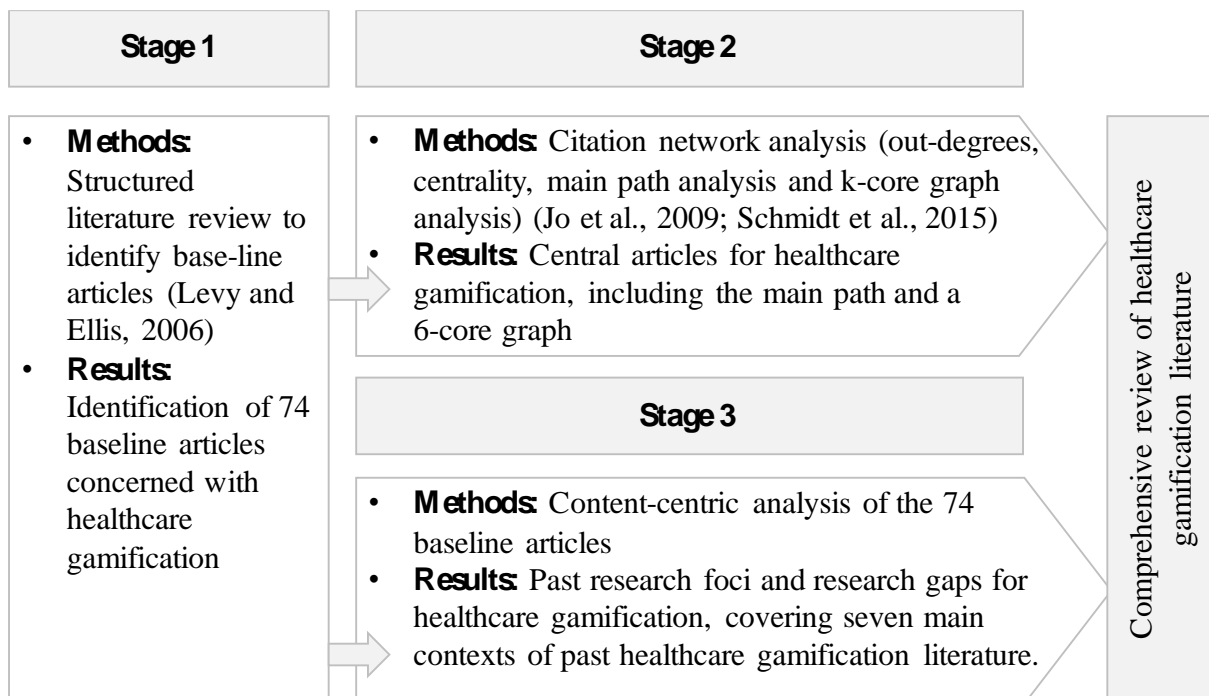 Stage 1
• Methods:
Structured
literature review to
identify base-line
articles (Levy and
Ellis, 2006)
• Results:
Identification of 74
baseline articles
concerned with
healthcare
gamification
Stage 2
• Methods: Citation network analysis (out-degrees,
centrality, main path analysis and k-core graph
analysis) (Jo et al., 2009; Schmidt et al., 2015)
• Results: Central articles for healthcare
gamification, including the main path and a
6-core graph
Stage 3
• Methods: Content-centric analysis of the 74
baseline articles
• Results: Past research foci and research gaps for
healthcare gamification, covering seven main
contexts of past healthcare gamification literature.
Comprehensive review of healthcare
gamification literature